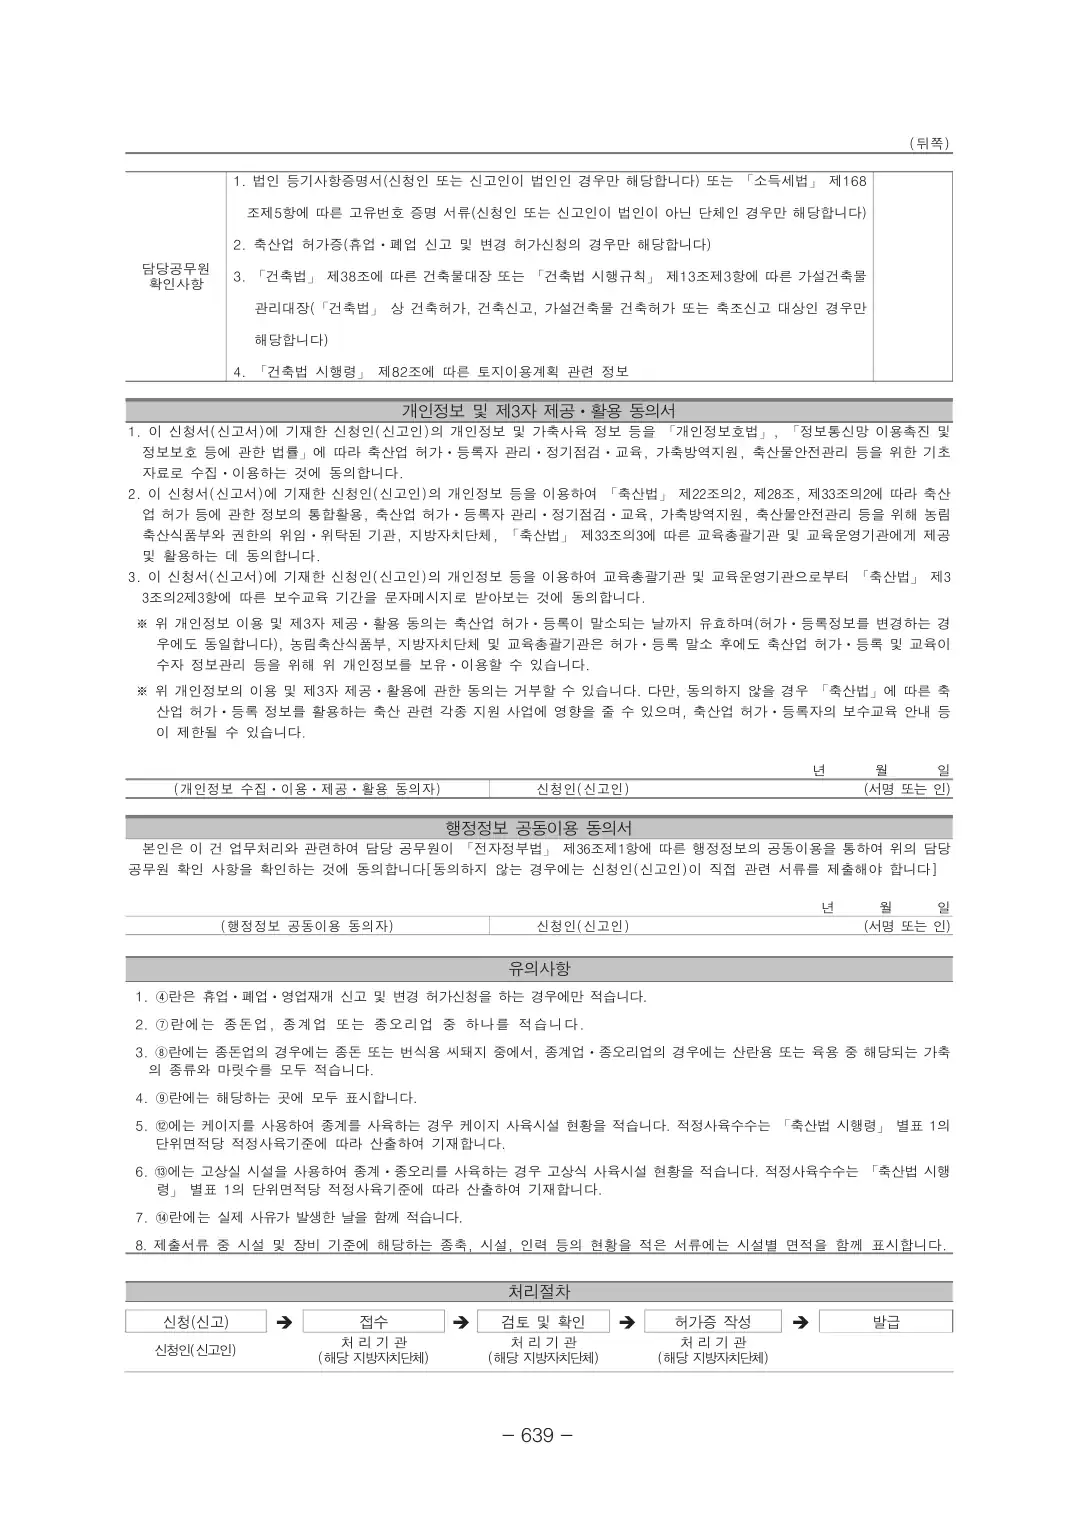 (뒤쪽)
담당공무원
확인사항
1. 법인 등기사항증명서(신청인 또는 신고인이 법인인 경우만 해당합니다) 또는 「소득세법」 제168
조제5항에 따른 고유번호 증명 서류(신청인 또는 신고인이 법인이 아닌 단체인 경우만 해당합니다)
2. 축산업 허가증(휴업ㆍ폐업 신고 및 변경 허가신청의 경우만 해당합니다)
3. 「건축법」 제38조에 따른 건축물대장 또는 「건축법 시행규칙」 제13조제3항에 따른 가설건축물
관리대장(「건축법」 상 건축허가, 건축신고, 가설건축물 건축허가 또는 축조신고 대상인 경우만
해당합니다)
4. 「건축법 시행령」 제82조에 따른 토지이용계획 관련 정보
개인정보 및 제3자 제공ㆍ활용 동의서
1. 이 신청서(신고서)에 기재한 신청인(신고인)의 개인정보 및 가축사육 정보 등을 「개인정보호법」, 「정보통신망 이용촉진 및
정보보호 등에 관한 법률」에 따라 축산업 허가ㆍ등록자 관리ㆍ정기점검ㆍ교육, 가축방역지원, 축산물안전관리 등을 위한 기초
자료로 수집ㆍ이용하는 것에 동의합니다.
2. 이 신청서(신고서)에 기재한 신청인(신고인)의 개인정보 등을 이용하여 「축산법」 제22조의2, 제28조, 제33조의2에 따라 축산
업 허가 등에 관한 정보의 통합활용, 축산업 허가ㆍ등록자 관리ㆍ정기점검ㆍ교육, 가축방역지원, 축산물안전관리 등을 위해 농림
축산식품부와 권한의 위임ㆍ위탁된 기관, 지방자치단체, 「축산법」 제33조의3에 따른 교육총괄기관 및 교육운영기관에게 제공
및 활용하는 데 동의합니다.
3. 이 신청서(신고서)에 기재한 신청인(신고인)의 개인정보 등을 이용하여 교육총괄기관 및 교육운영기관으로부터 「축산법」 제3
3조의2제3항에 따른 보수교육 기간을 문자메시지로 받아보는 것에 동의합니다.
※ 위 개인정보 이용 및 제3자 제공ㆍ활용 동의는 축산업 허가ㆍ등록이 말소되는 날까지 유효하며(허가ㆍ등록정보를 변경하는 경
우에도 동일합니다), 농림축산식품부, 지방자치단체 및 교육총괄기관은 허가ㆍ등록 말소 후에도 축산업 허가ㆍ등록 및 교육이
수자 정보관리 등을 위해 위 개인정보를 보유ㆍ이용할 수 있습니다.
※ 위 개인정보의 이용 및 제3자 제공ㆍ활용에 관한 동의는 거부할 수 있습니다. 다만, 동의하지 않을 경우 「축산법」에 따른 축
산업 허가ㆍ등록 정보를 활용하는 축산 관련 각종 지원 사업에 영향을 줄 수 있으며, 축산업 허가ㆍ등록자의 보수교육 안내 등
이 제한될 수 있습니다.
년 월 일
(개인정보 수집ㆍ이용ㆍ제공ㆍ활용 동의자) 신청인(신고인) (서명 또는 인)
행정정보 공동이용 동의서
본인은 이 건 업무처리와 관련하여 담당 공무원이 「전자정부법」 제36조제1항에 따른 행정정보의 공동이용을 통하여 위의 담당
공무원 확인 사항을 확인하는 것에 동의합니다[동의하지 않는 경우에는 신청인(신고인)이 직접 관련 서류를 제출해야 합니다]
년 월 일
(행정정보 공동이용 동의자) 신청인(신고인) (서명 또는 인)
유의사항
1. ④란은 휴업ㆍ폐업ㆍ영업재개 신고 및 변경 허가신청을 하는 경우에만 적습니다.
2. ⑦란에는 종돈업, 종계업 또는 종오리업 중 하나를 적습니다.
3. ⑧란에는 종돈업의 경우에는 종돈 또는 번식용 씨돼지 중에서, 종계업ㆍ종오리업의 경우에는 산란용 또는 육용 중 해당되는 가축
의 종류와 마릿수를 모두 적습니다.
4. ⑨란에는 해당하는 곳에 모두 표시합니다.
5. ⑫에는 케이지를 사용하여 종계를 사육하는 경우 케이지 사육시설 현황을 적습니다. 적정사육수수는 「축산법 시행령」 별표 1의
단위면적당 적정사육기준에 따라 산출하여 기재합니다.
6. ⑬에는 고상실 시설을 사용하여 종계ㆍ종오리를 사육하는 경우 고상식 사육시설 현황을 적습니다. 적정사육수수는 「축산법 시행
령」 별표 1의 단위면적당 적정사육기준에 따라 산출하여 기재합니다.
7. ⑭란에는 실제 사유가 발생한 날을 함께 적습니다.
8. 제출서류 중 시설 및 장비 기준에 해당하는 종축, 시설, 인력 등의 현황을 적은 서류에는 시설별 면적을 함께 표시합니다.
처리절차
신청(신고) ➔ 접수 ➔ 검토 및 확인 ➔ 허가증 작성 ➔ 발급
신청인(신고인) 처 리 기 관 처 리 기 관 처 리 기 관
(해당 지방자치단체) (해당 지방자치단체) (해당 지방자치단체)
- 639 -